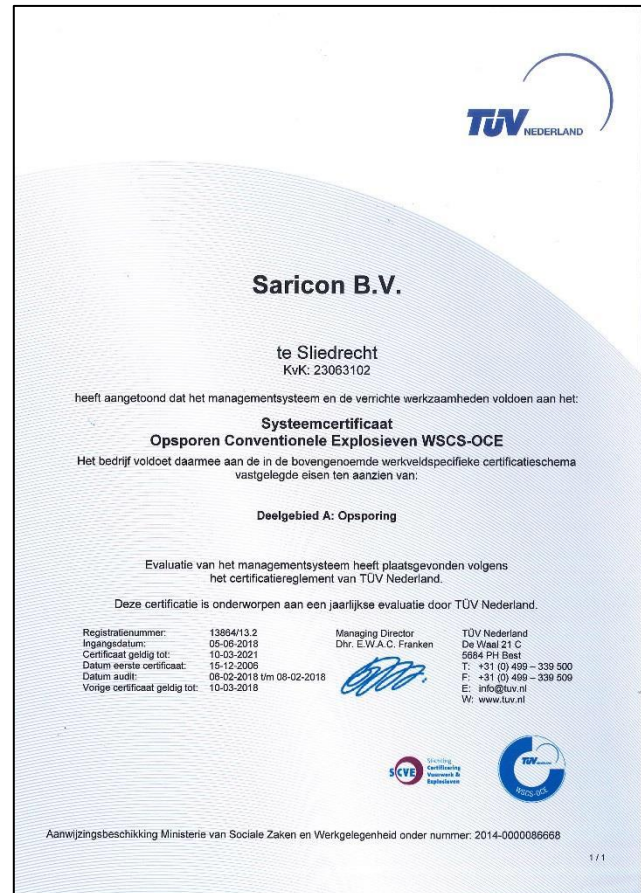 TÜV NEDERLAND
Saricon B.V.
te Sliedrecht
KvK: 23063102
heeft aangetoond dat het managementsysteem en de verrichte werkzaamheden voldoen aan het:
Systeemcertificaat
Opsporen Conventionele Explosieven WSCS-OCE
Het bedrijf voldoet daarmee aan de in de bovengenoemde werkveldspecifieke certificatieschema
vastgelegde eisen ten aanzien van:
Deelgebied A: Opsporing
Evaluatie van het managementsysteem heeft plaatsgevonden volgens
het certificatiereglement van TÜV Nederland.
Deze certificatie is onderworpen aan een jaarlijkse evaluatie door TÜV Nederland.
Registratienummer: 13864/13.2
Ingangsdatum: 05-06-2018
Certificaat geldig tot: 10-03-2021
Datum eerste certificaat: 15-12-2006
Datum audit: 06-02-2018 t/m 08-02-2018
Vorige certificaat geldig tot: 10-03-2018
Managing Director
Dhr. E.W.A.C. Franken
TÜV Nederland
De Waal 21 C
5684 PH Best
T: +31 (0) 499 – 339 500
F: +31 (0) 499 – 339 509
E: info@tuv.nl
W: www.tuv.nl
SCVE
Stichting
Certificering
Vuurwerk &
Explosieven
TÜV NEDERLAND
WSCS-OCE
Aanwijzingsbeschikking Ministerie van Sociale Zaken en Werkgelegenheid onder nummer: 2014-0000086668
1 / 1